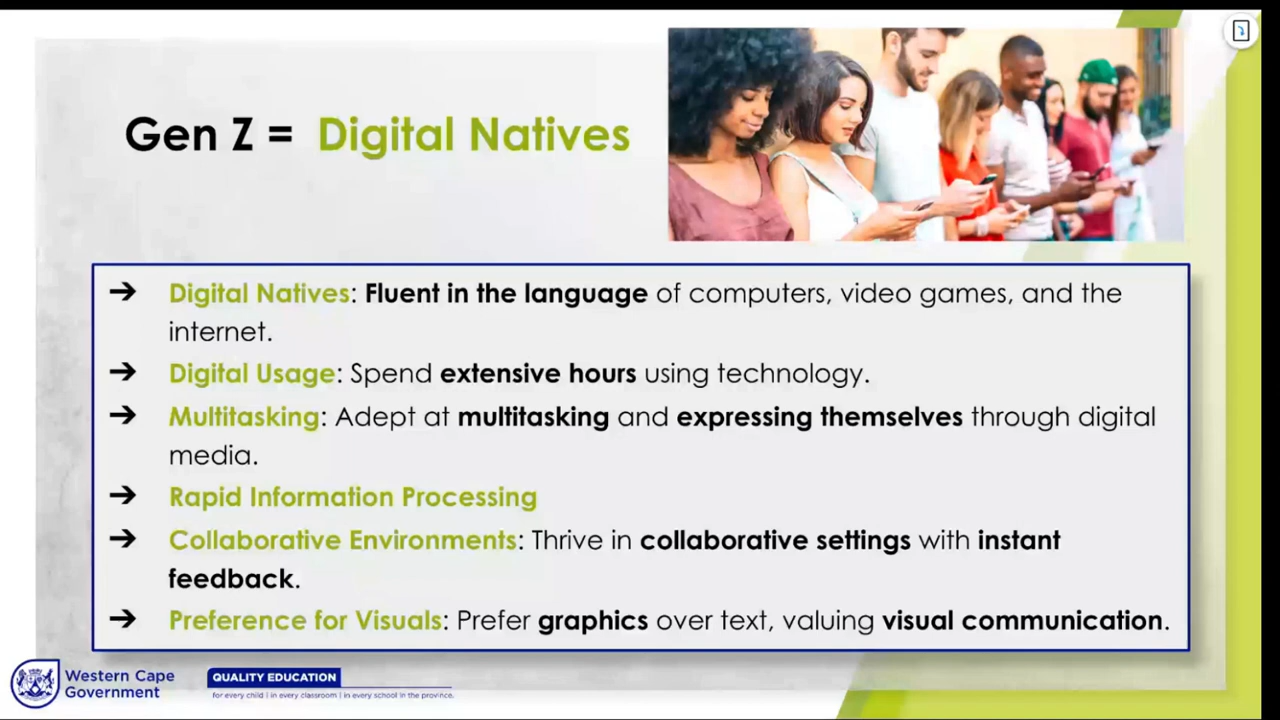 Gen Z = Digital Natives
➔ Digital Natives: Fluent in the language of computers, video games, and the
internet.
➔ Digital Usage: Spend extensive hours using technology.
➔ Multitasking: Adept at multitasking and expressing themselves through digital
media.
➔ Rapid Information Processing
➔ Collaborative Environments: Thrive in collaborative settings with instant
feedback.
➔ Preference for Visuals: Prefer graphics over text, valuing visual communication.
Western Cape
Government
QUALITY EDUCATION
for every child | in every classroom | in every school in the province.